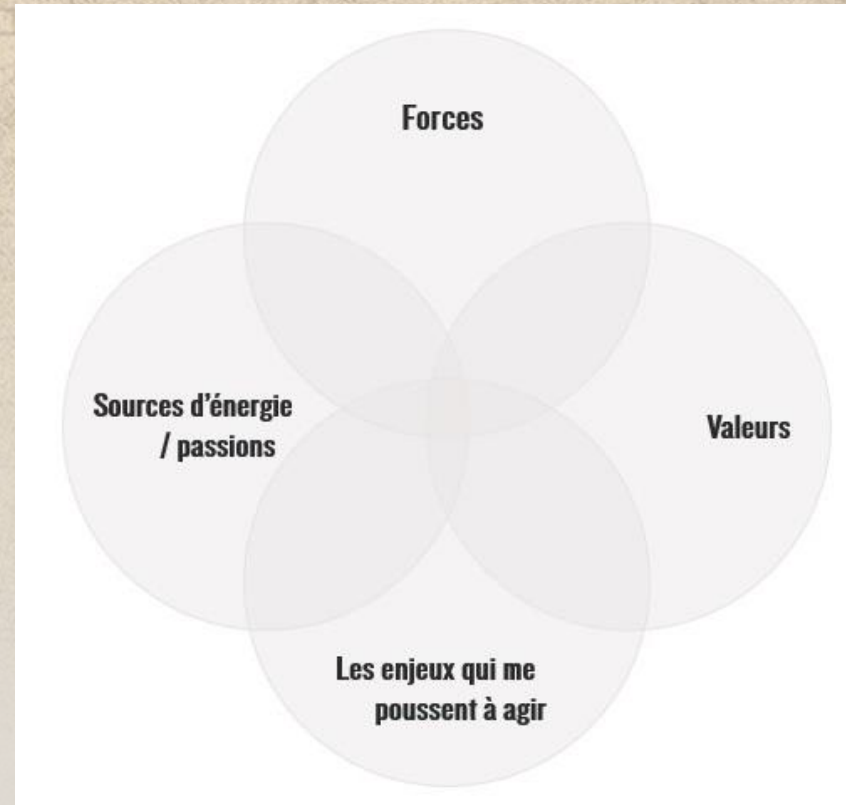 Forces
Sources d’énergie
/ passions
Valeurs
Les enjeux qui me
poussent à agir